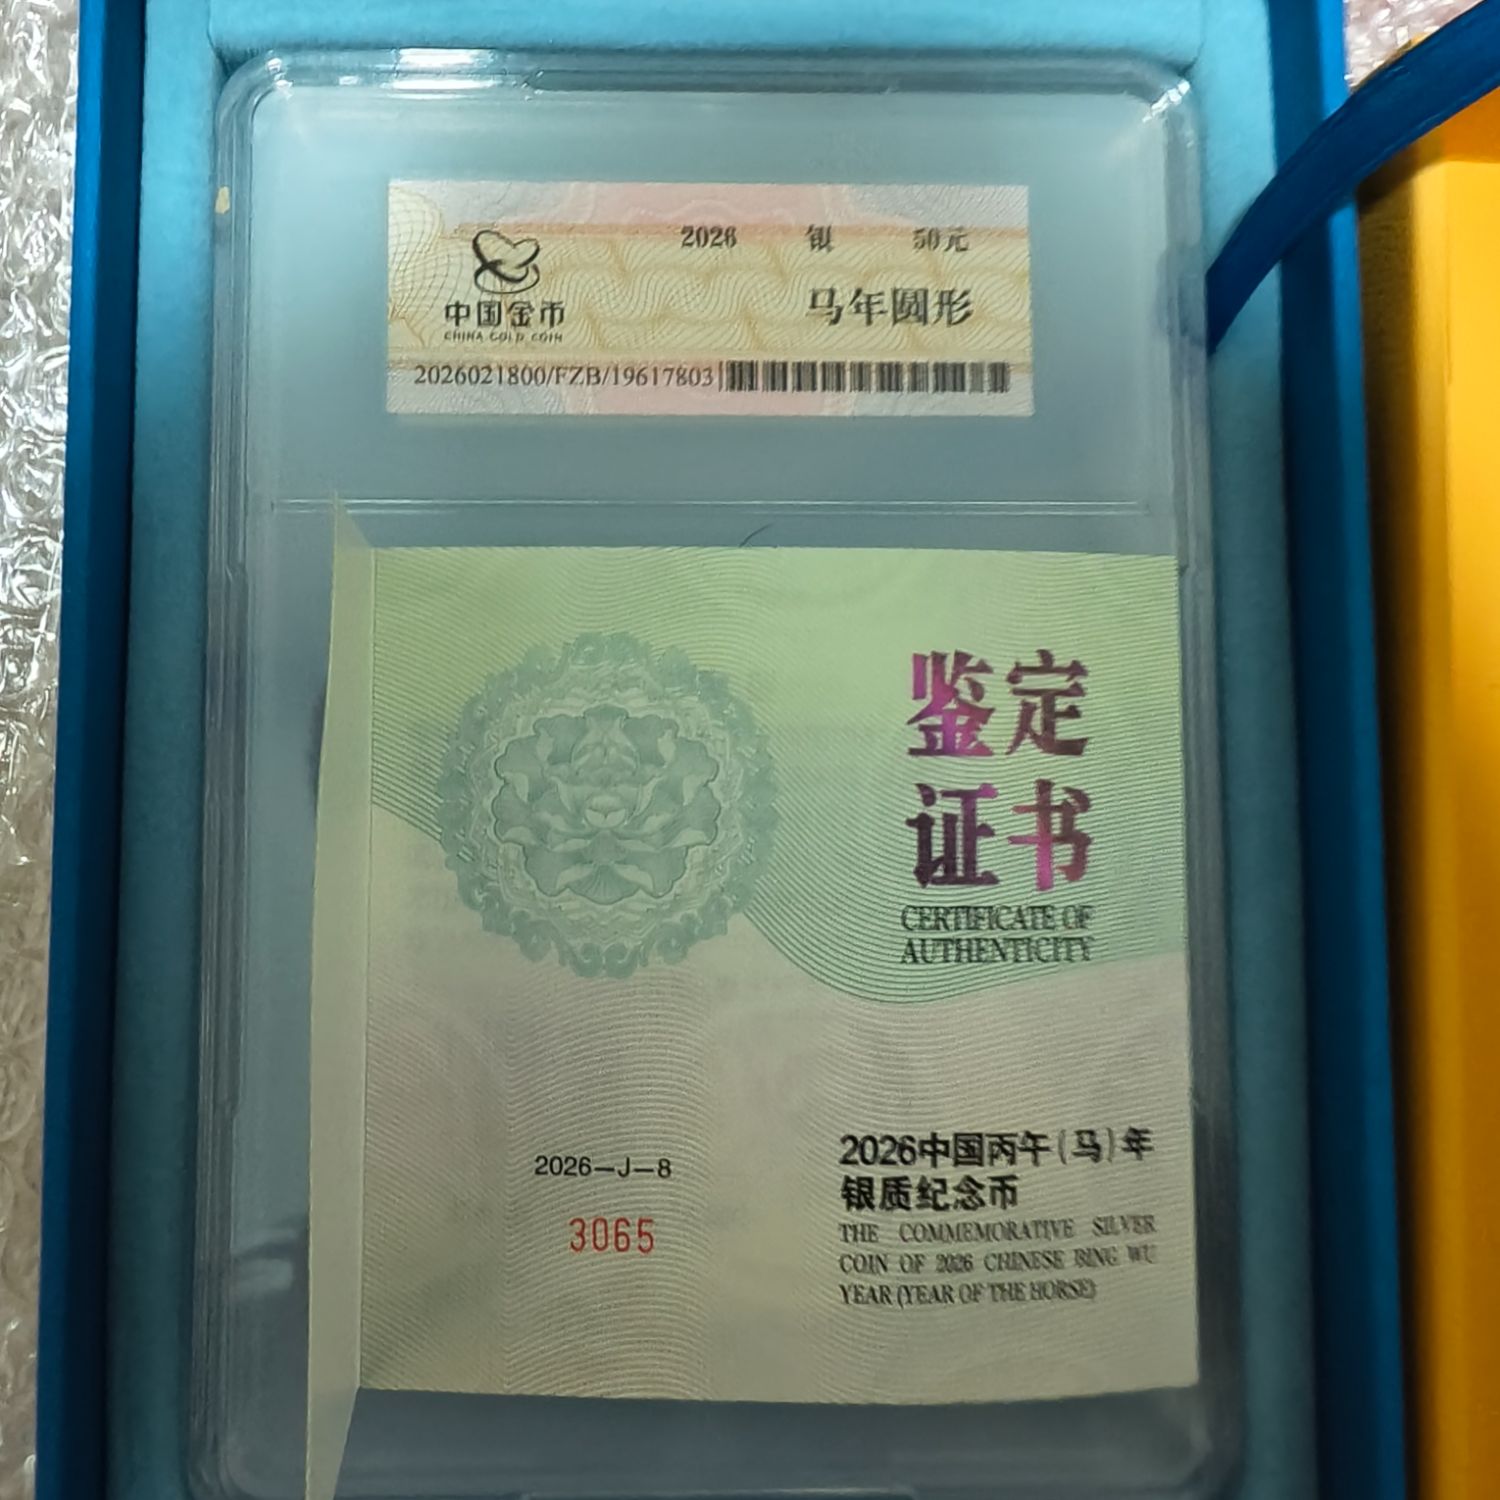 2026 银 50元
中国金币
CHINA GOLD COIN
马年圆形
2026021800/FZB/19617803
鉴定
证书
CERTIFICATE OF
AUTHENTICITY
2026-J-8
3065
2026中国丙午(马)年
银质纪念币
THE COMMEMORATIVE SILVER
COIN OF 2026 CHINESE BING WU
YEAR (YEAR OF THE HORSE)